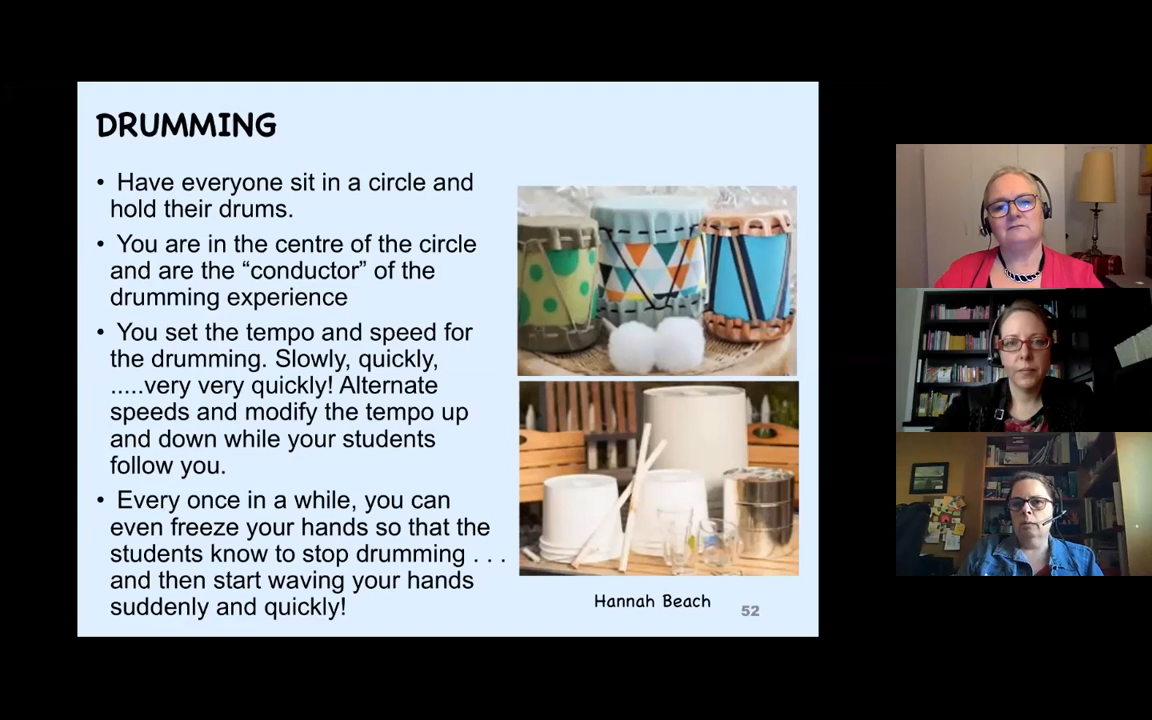 DRUMMING
• Have everyone sit in a circle and
hold their drums.
• You are in the centre of the circle
and are the “conductor” of the
drumming experience
• You set the tempo and speed for
the drumming. Slowly, quickly,
.....very very quickly! Alternate
speeds and modify the tempo up
and down while your students
follow you.
• Every once in a while, you can
even freeze your hands so that the
students know to stop drumming . . .
and then start waving your hands
suddenly and quickly!
Hannah Beach
52